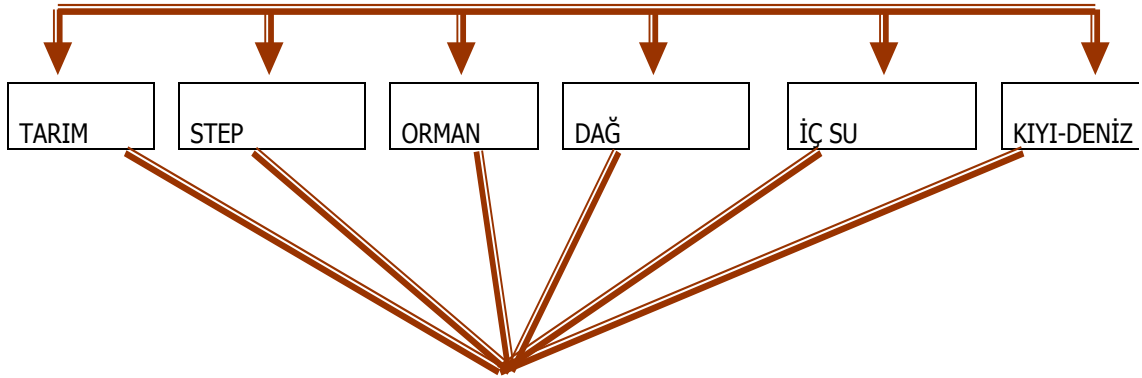 TARIM
STEP
ORMAN
DAĞ
İÇ SU
KIYI-DENİZ